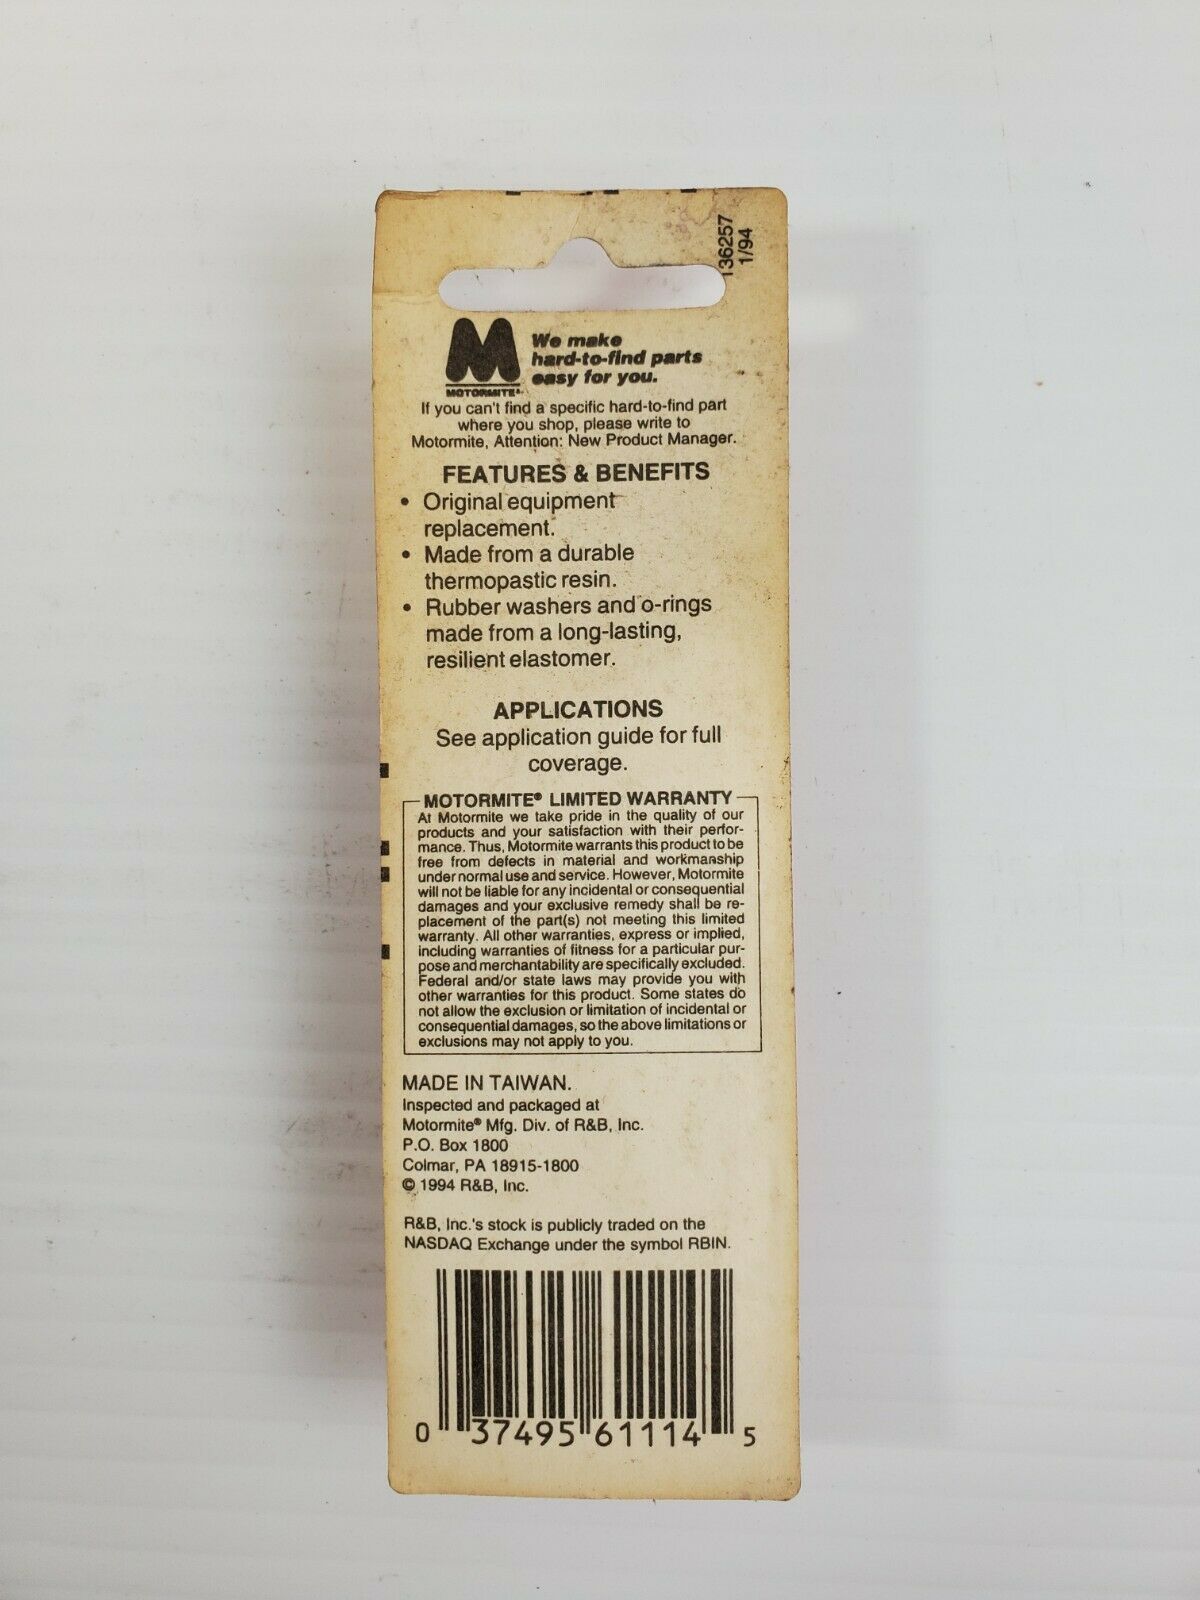 136257
1/94
We make
hard-to-find parts
easy for you.
MOTORMITE®
If you can't find a specific hard-to-find part
where you shop, please write to
Motormite, Attention: New Product Manager.
FEATURES & BENEFITS
• Original equipment
replacement.
• Made from a durable
thermopastic resin.
• Rubber washers and o-rings
made from a long-lasting,
resilient elastomer.
APPLICATIONS
See application guide for full
coverage.
MOTORMITE® LIMITED WARRANTY
At Motormite we take pride in the quality of our
products and your satisfaction with their perfor-
mance. Thus, Motormite warrants this product to be
free from defects in material and workmanship
under normal use and service. However, Motormite
will not be liable for any incidental or consequential
damages and your exclusive remedy shall be re-
placement of the part(s) not meeting this limited
warranty. All other warranties, express or implied,
including warranties of fitness for a particular pur-
pose and merchantability are specifically excluded.
Federal and/or state laws may provide you with
other warranties for this product. Some states do
not allow the exclusion or limitation of incidental or
consequential damages, so the above limitations or
exclusions may not apply to you.
MADE IN TAIWAN.
Inspected and packaged at
Motormite® Mfg. Div. of R&B, Inc.
P.O. Box 1800
Colmar, PA 18915-1800
© 1994 R&B, Inc.
R&B, Inc.'s stock is publicly traded on the
NASDAQ Exchange under the symbol RBIN.
0 37495 61114 5